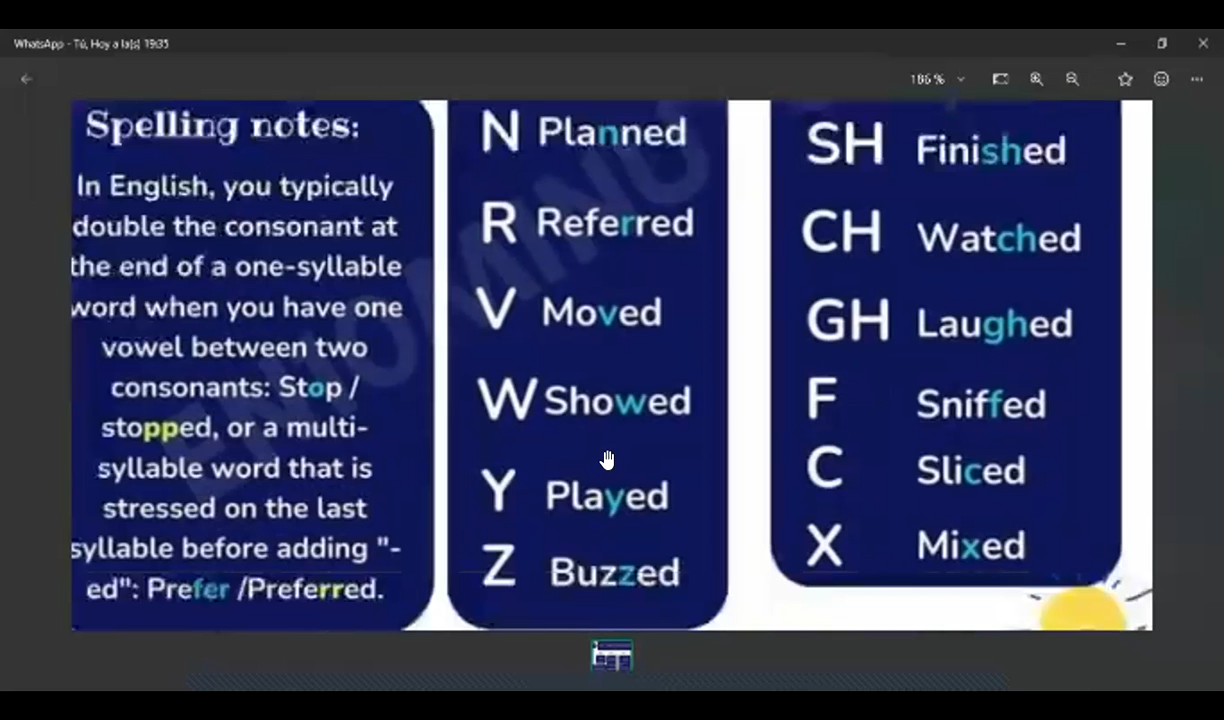 WhatsApp - Tú, Hoy a la(s) 19:35
186 %
Spelling notes:
In English, you typically
double the consonant at
the end of a one-syllable
word when you have one
vowel between two
consonants: Stop /
stopped, or a multi-
syllable word that is
stressed on the last
syllable before adding "-
ed": Prefer /Preferred.
N Planned
R Referred
V Moved
W Showed
Y Played
Z Buzzed
SH Finished
CH Watched
GH Laughed
F Sniffed
C Sliced
X Mixed